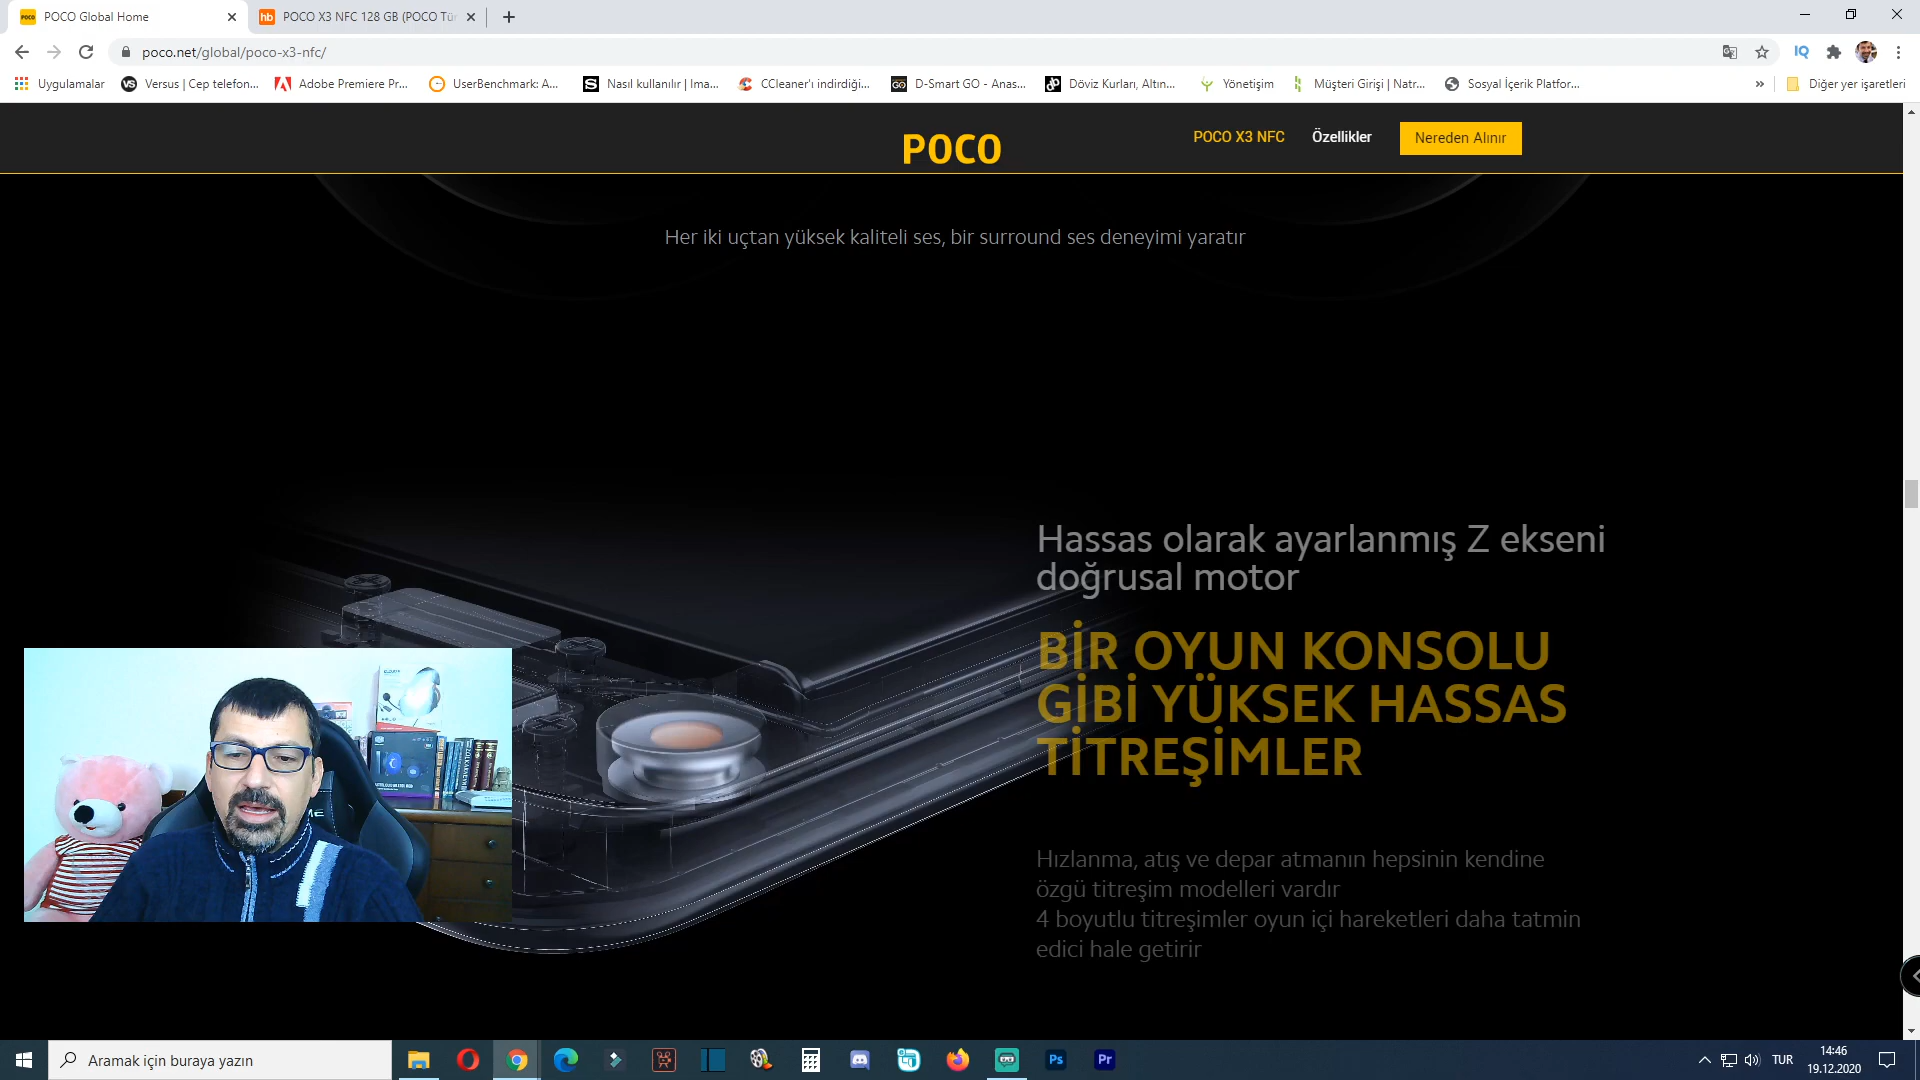 POCO Global Home
POCO X3 NFC 128 GB (POCO Tür
poco.net/global/poco-x3-nfc/
Uygulamalar
Versus | Cep telefon...
Adobe Premiere Pr...
UserBenchmark: A...
Nasıl kullanılır | Ima...
CCleaner'ı indirdiği...
D-Smart GO - Anas...
Döviz Kurları, Altın...
Yönetişim
Müşteri Girişi | Natr...
Sosyal İçerik Platfor...
Diğer yer işaretleri
POCO
POCO X3 NFC
Özellikler
Nereden Alınır
Her iki uçtan yüksek kaliteli ses, bir surround ses deneyimi yaratır
Hassas olarak ayarlanmış Z ekseni
doğrusal motor
BİR OYUN KONSOLU
GİBİ YÜKSEK HASSAS
TİTREŞİMLER
Hızlanma, atış ve depar atmanın hepsinin kendine
özgü titreşim modelleri vardır
4 boyutlu titreşimler oyun içi hareketleri daha tatmin
edici hale getirir
Aramak için buraya yazın
TUR
14:46
19.12.2020